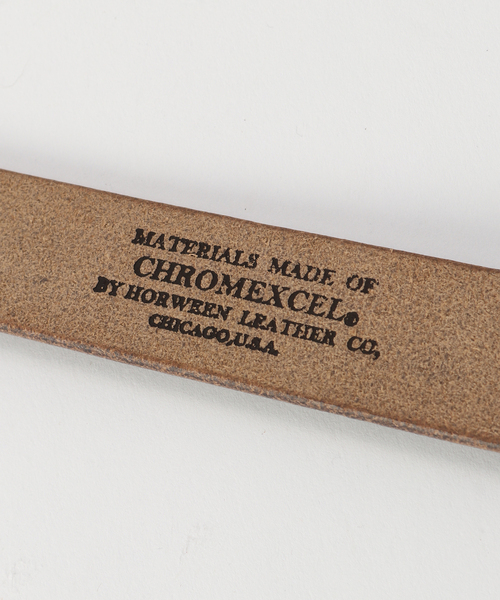 MATERIALS MADE OF
CHROMEXCEL®
BY HORWEEN LEATHER CO,
CHICAGO,U.S.A.